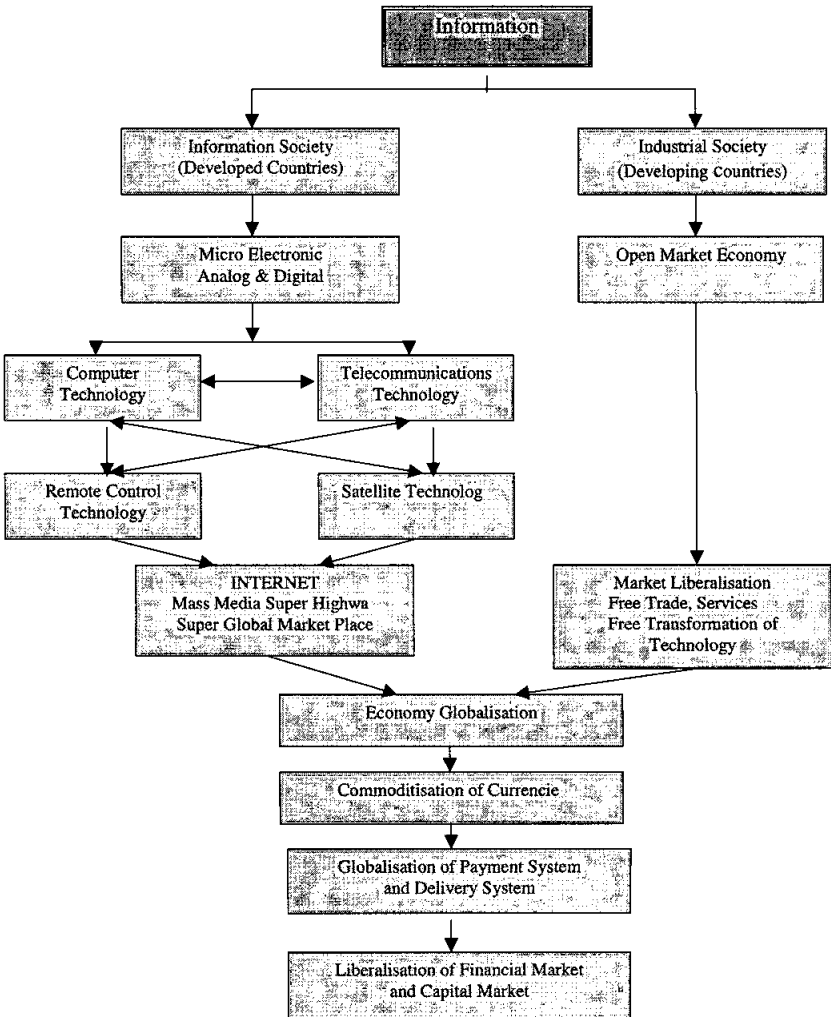 Information
Information Society
(Developed Countries)
Industrial Society
(Developing countries)
Micro Electronic
Analog & Digital
Open Market Economy
Computer
Technology
Telecommunications
Technology
Remote Control
Technology
Satellite Technolog
INTERNET
Mass Media Super Highwa
Super Global Market Place
Market Liberalisation
Free Trade, Services
Free Transformation of
Technology
Economy Globalisation
Commoditisation of Currencie
Globalisation of Payment System
and Delivery System
Liberalisation of Financial Market
and Capital Market